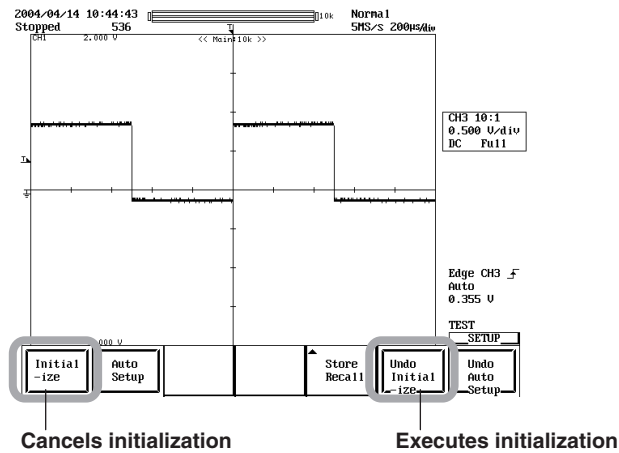 2004/04/14 10:44:43 10k Normal
Stopped 536 T 5MS/s 200µs/div
CH1 2.000 V << Main:10k >>
CH3 10:1
0.500 V/div
DC Full
T
Edge CH3
Auto
0.355 V
TEST
SETUP
000 V
Initial
-ize
Auto
Setup
Store
Recall
Undo
Initial
-ize
Undo
Auto
Setup
Cancels initialization
Executes initialization